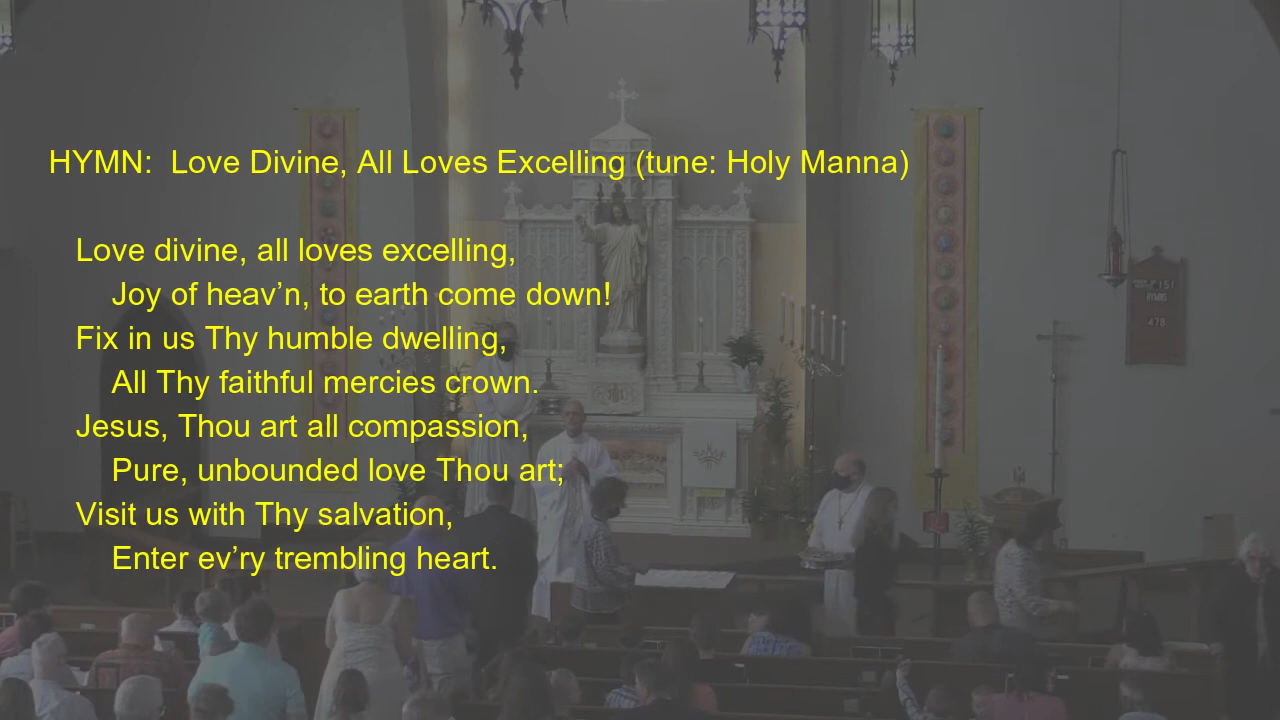 HYMN:  Love Divine, All Loves Excelling (tune: Holy Manna)
Love divine, all loves excelling,
Joy of heav’n, to earth come down!
Fix in us Thy humble dwelling,
All Thy faithful mercies crown.
Jesus, Thou art all compassion,
Pure, unbounded love Thou art;
Visit us with Thy salvation,
Enter ev’ry trembling heart.
HYMNS
478